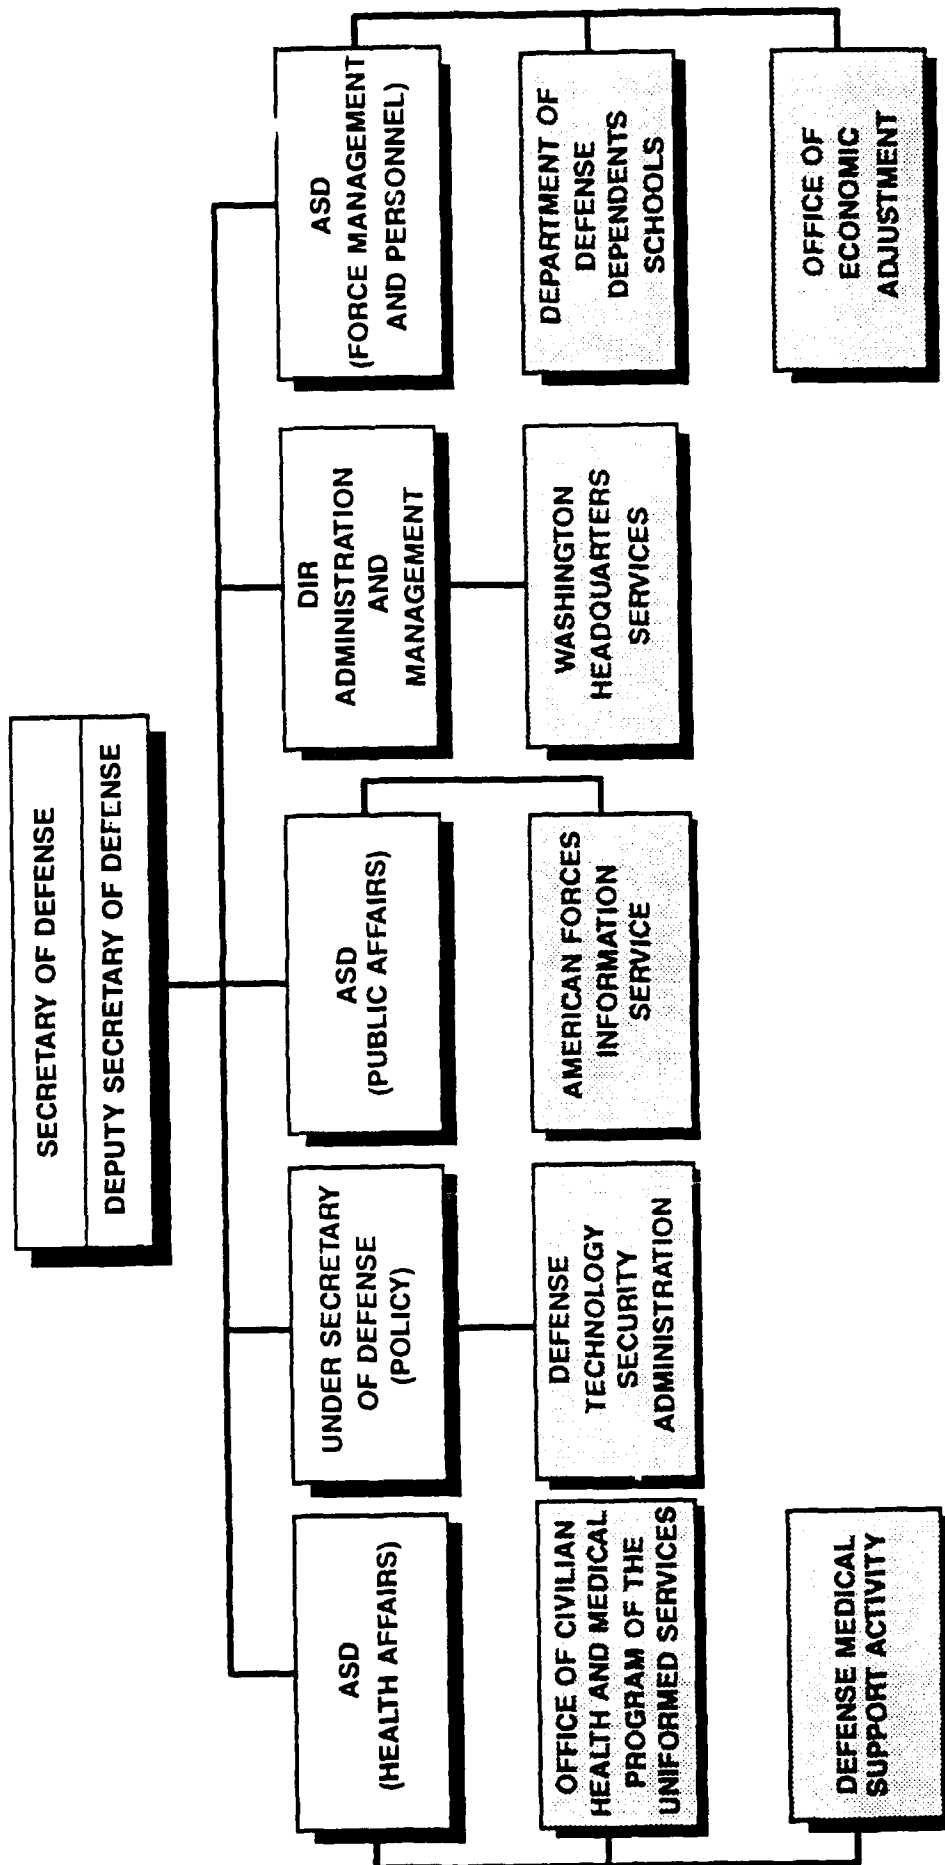 SECRETARY OF DEFENSE
DEPUTY SECRETARY OF DEFENSE
ASD
(HEALTH AFFAIRS)
UNDER SECRETARY
OF DEFENSE
(POLICY)
ASD
(PUBLIC AFFAIRS)
DIR
ADMINISTRATION
AND
MANAGEMENT
ASD
(FORCE MANAGEMENT
AND PERSONNEL)
OFFICE OF CIVILIAN
HEALTH AND MEDICAL
PROGRAM OF THE
UNIFORMED SERVICES
DEFENSE
TECHNOLOGY
SECURITY
ADMINISTRATION
AMERICAN FORCES
INFORMATION
SERVICE
WASHINGTON
HEADQUARTERS
SERVICES
DEPARTMENT OF
DEFENSE
DEPENDENTS
SCHOOLS
DEFENSE MEDICAL
SUPPORT ACTIVITY
OFFICE OF
ECONOMIC
ADJUSTMENT